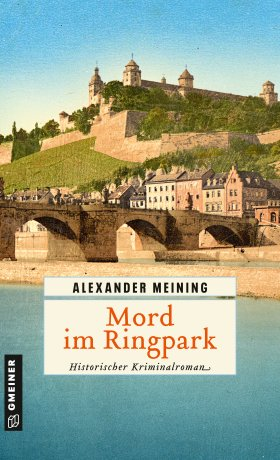 ALEXANDER MEINING
Mord
im Ringpark
Historischer Kriminalroman
GMEINER